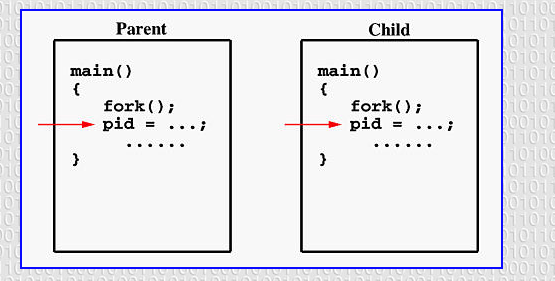 Parent
main()
{
fork();
pid = ...;
......
}
Child
main()
{
fork();
pid = ...;
......
}